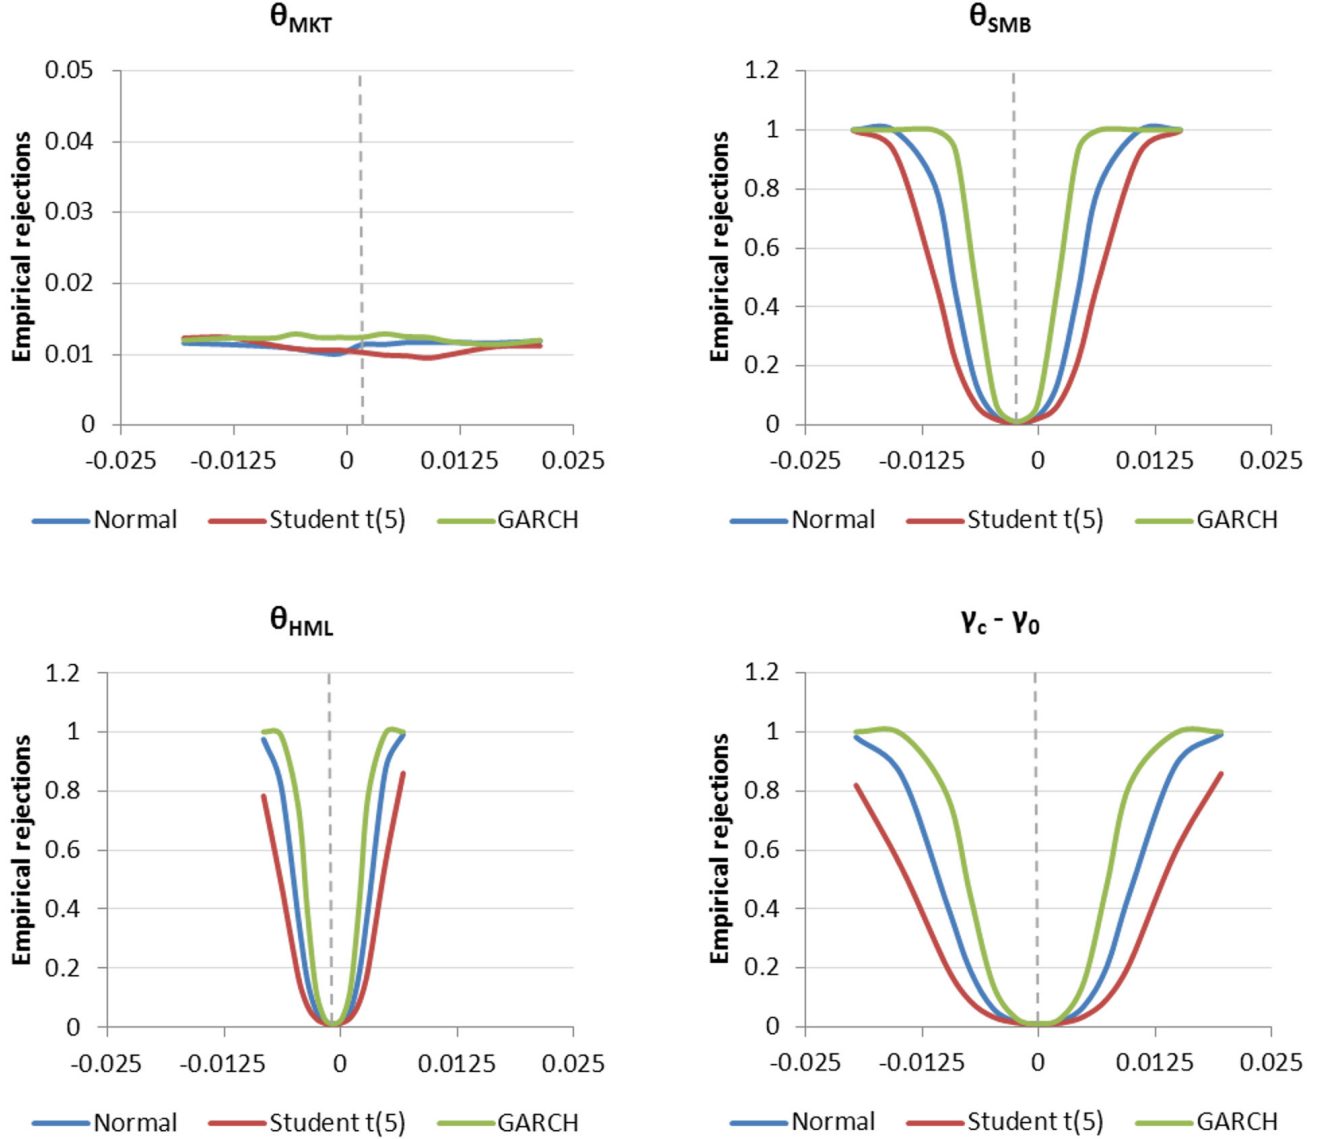 θMKT
Empirical rejections
0.05
0.04
0.03
0.02
0.01
0
-0.025 -0.0125 0 0.0125 0.025
Normal Student t(5) GARCH
θSMB
Empirical rejections
1.2
1
0.8
0.6
0.4
0.2
0
-0.025 -0.0125 0 0.0125 0.025
Normal Student t(5) GARCH
θHML
Empirical rejections
1.2
1
0.8
0.6
0.4
0.2
0
-0.025 -0.0125 0 0.0125 0.025
Normal Student t(5) GARCH
γc - γ0
Empirical rejections
1.2
1
0.8
0.6
0.4
0.2
0
-0.025 -0.0125 0 0.0125 0.025
Normal Student t(5) GARCH